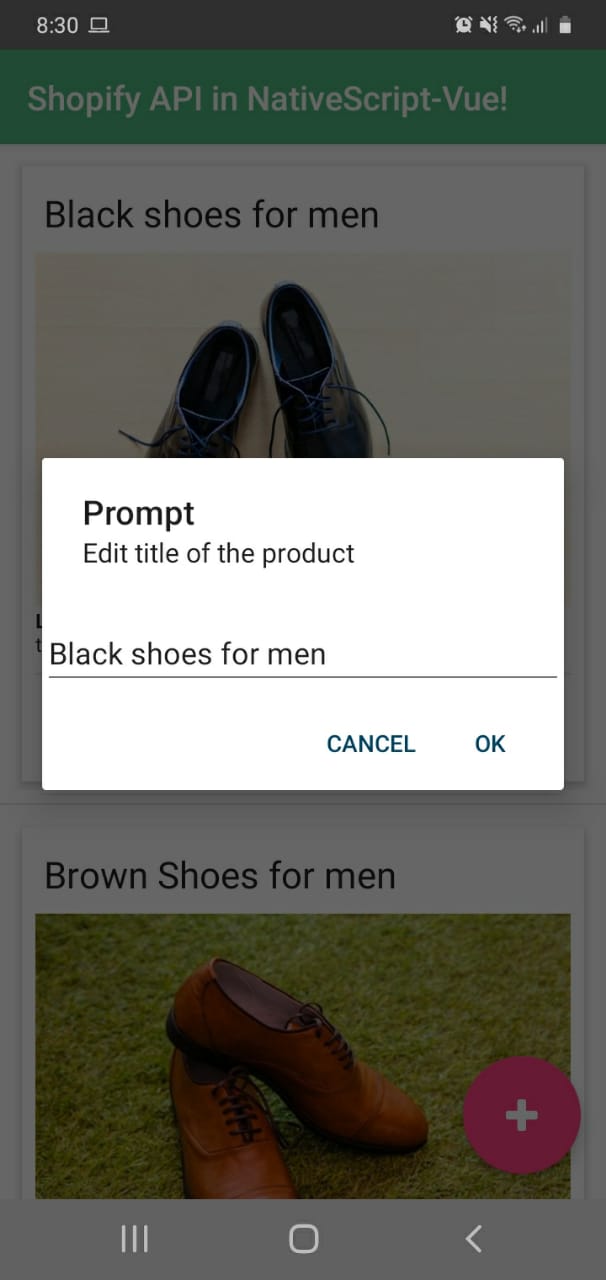 8:30
Shopify API in NativeScript-Vue!
Black shoes for men
Prompt
Edit title of the product
Black shoes for men
CANCEL OK
Brown Shoes for men